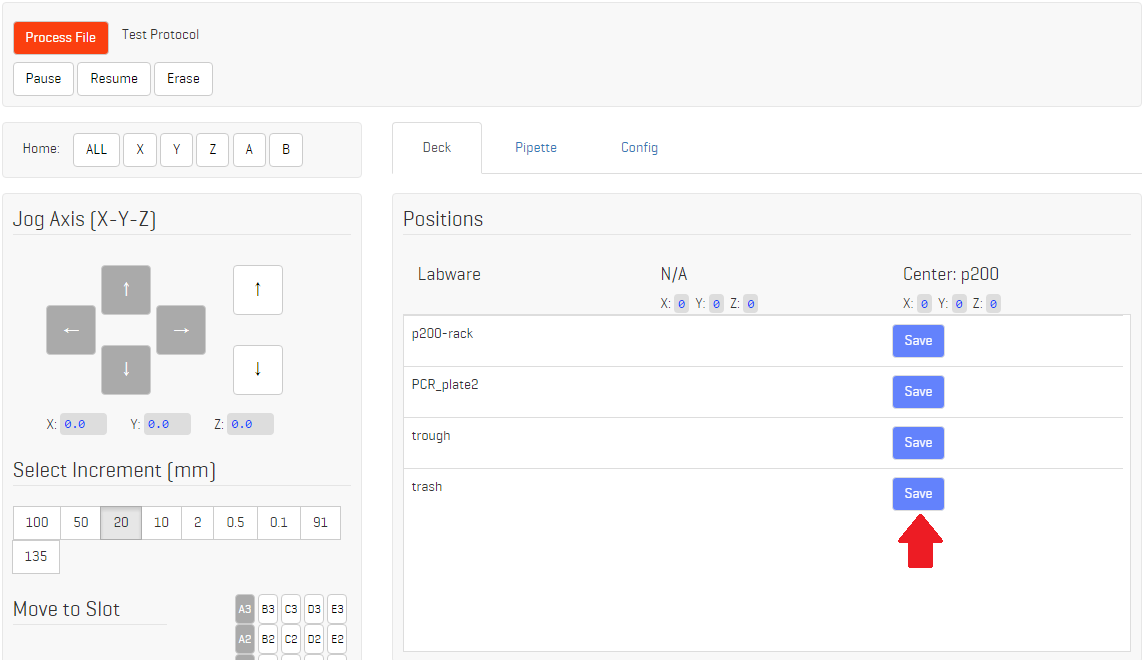 Process File Test Protocol
Pause Resume Erase
Home: ALL X Y Z A B
Deck Pipette Config
Jog Axis (X-Y-Z)
↑ ↑
← →
↓ ↓
X: 0.0 Y: 0.0 Z: 0.0
Select Increment (mm)
100 50 20 10 2 0.5 0.1 91
135
Move to Slot
A3 B3 C3 D3 E3
A2 B2 C2 D2 E2
Positions
Labware N/A Center: p200
X: 0 Y: 0 Z: 0 X: 0 Y: 0 Z: 0
p200-rack Save
PCR_plate2 Save
trough Save
trash Save